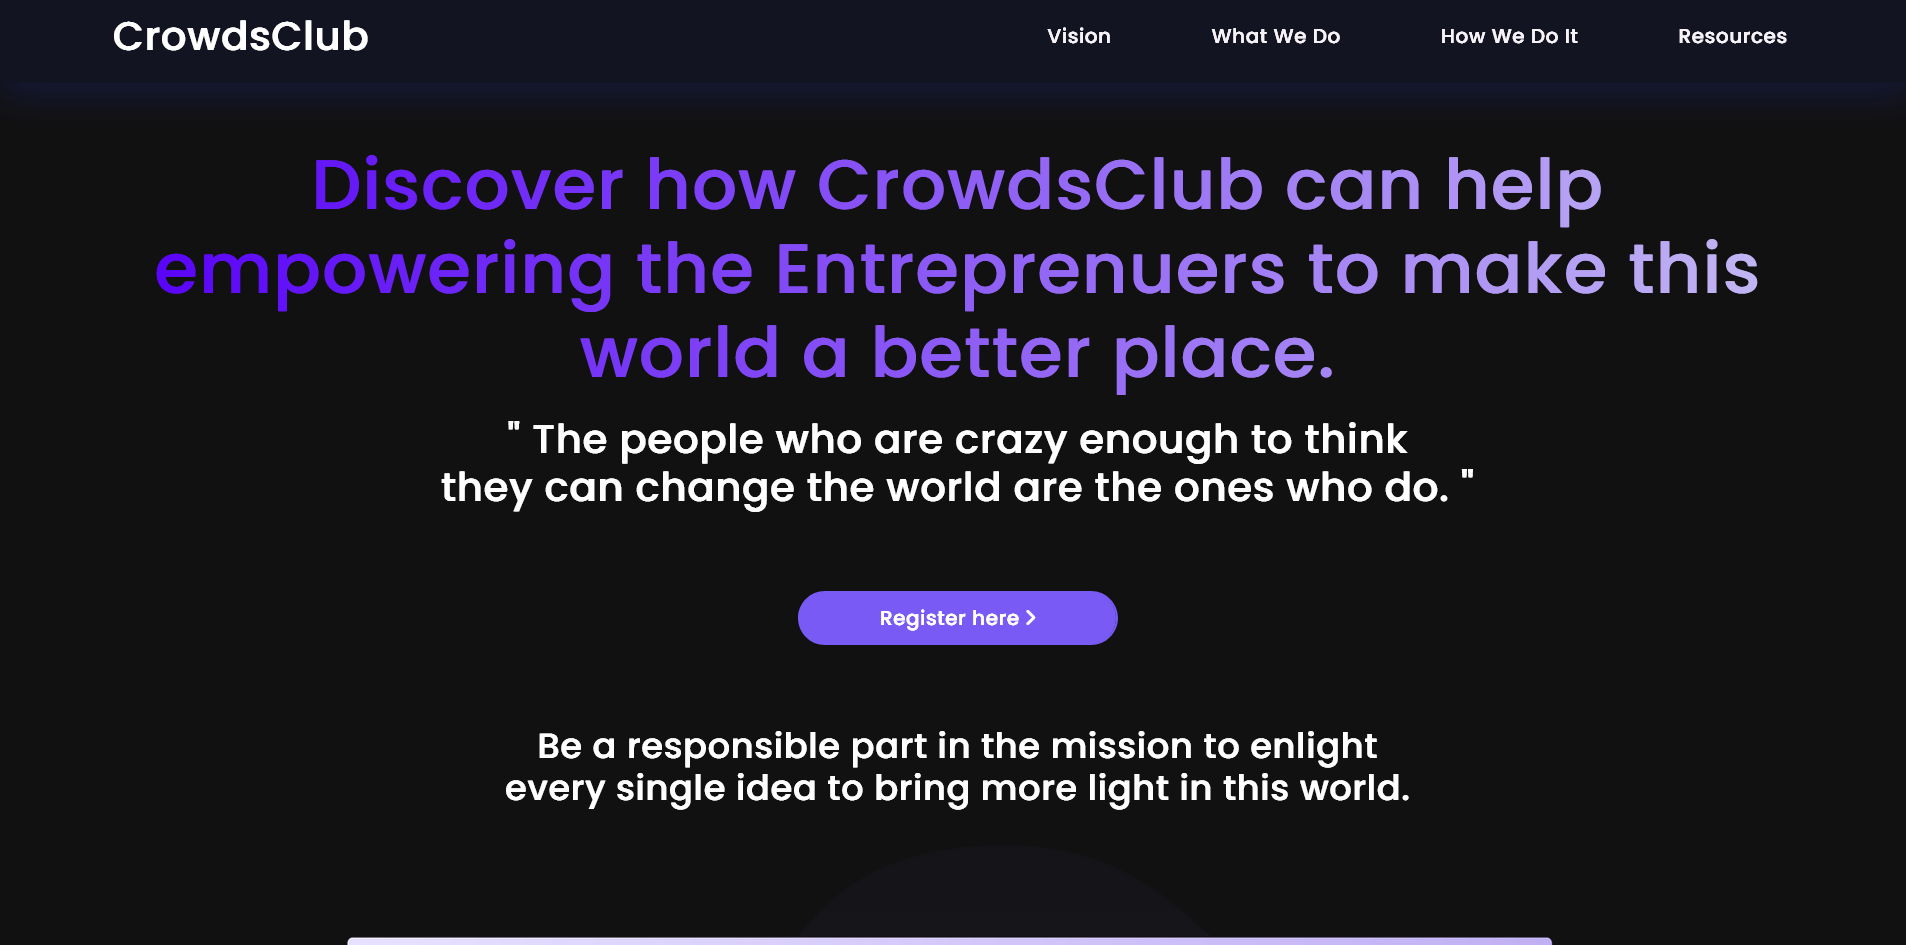 CrowdsClub
Vision
What We Do
How We Do It
Resources
Discover how CrowdsClub can help
empowering the Entreprenuers to make this
world a better place.
" The people who are crazy enough to think
they can change the world are the ones who do. "
Register here
Be a responsible part in the mission to enlight
every single idea to bring more light in this world.